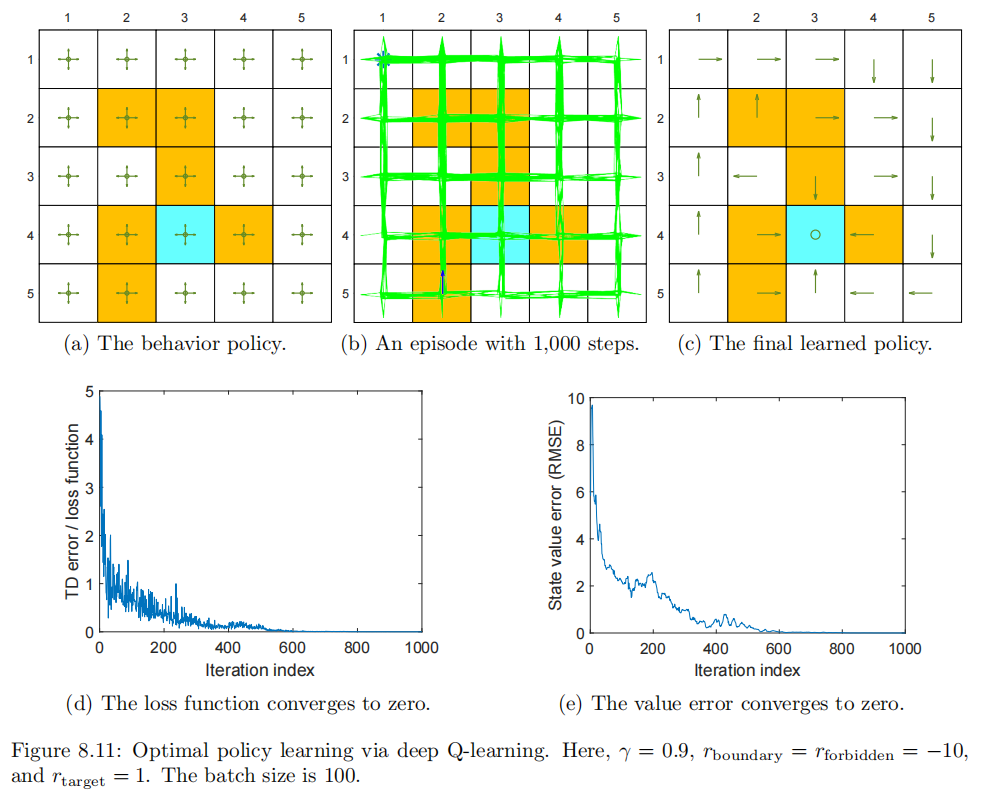 1 2 3 4 5 1 2 3 4 5 1 2 3 4 5
1 1 1
2 2 2
3 3 3
4 4 4
5 5 5
(a) The behavior policy. (b) An episode with 1,000 steps. (c) The final learned policy.
5
4
3
2
1
0
TD error / loss function
0 200 400 600 800 1000
Iteration index
(d) The loss function converges to zero.
10
8
6
4
2
0
State value error (RMSE)
0 200 400 600 800 1000
Iteration index
(e) The value error converges to zero.
Figure 8.11: Optimal policy learning via deep Q-learning. Here, γ = 0.9, r_boundary = r_forbidden = −10,
and r_target = 1. The batch size is 100.